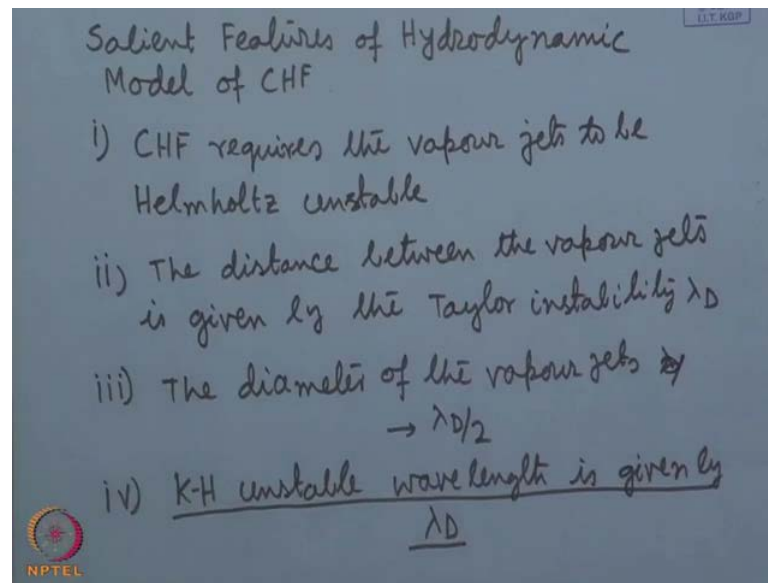 I.I.T. KGP
Salient Features of Hydrodynamic
Model of CHF
i) CHF requires the vapour jets to be
Helmholtz unstable
ii) The distance between the vapour jets
is given by the Taylor instability λD
iii) The diameter of the vapour jets
→ λD/2
iv) K-H unstable wavelength is given by
λD
NPTEL